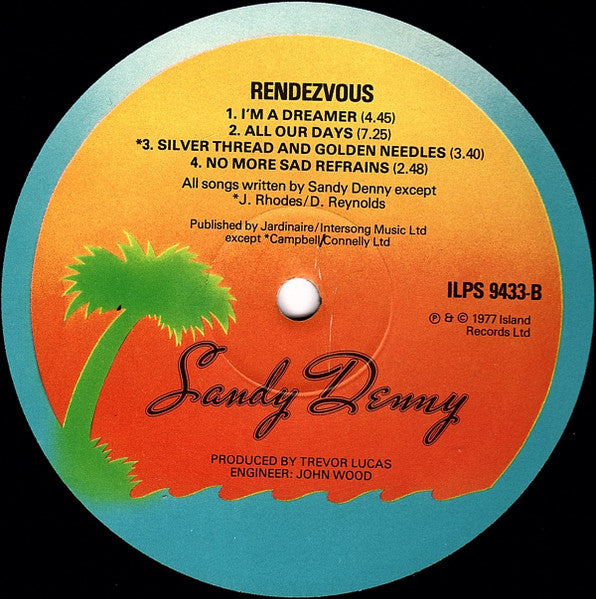 RENDEZVOUS
1. I'M A DREAMER (4.45)
2. ALL OUR DAYS (7.25)
*3. SILVER THREAD AND GOLDEN NEEDLES (3.40)
4. NO MORE SAD REFRAINS (2.48)
All songs written by Sandy Denny except
*J. Rhodes/D. Reynolds
Published by Jardinaire/Intersong Music Ltd
except *Campbell/Connelly Ltd
ILPS 9433-B
℗ & © 1977 Island
Records Ltd
Sandy Denny
PRODUCED BY TREVOR LUCAS
ENGINEER: JOHN WOOD